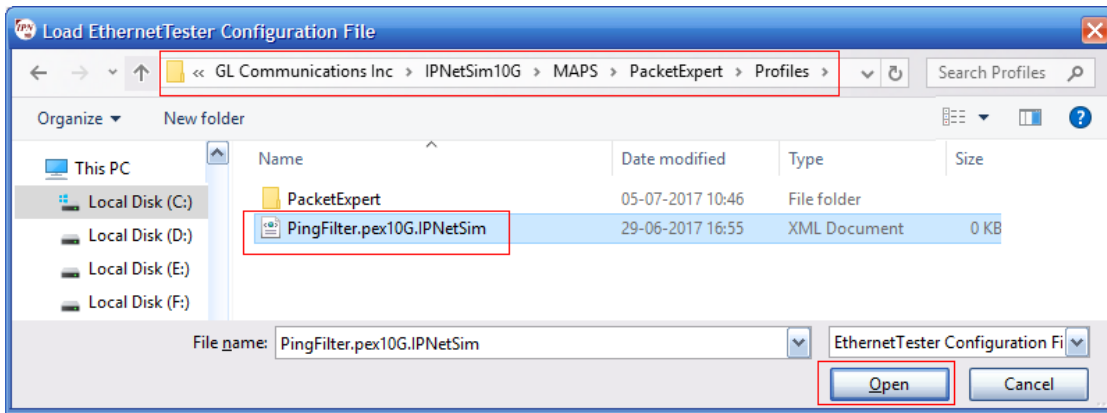 IPN
Load EthernetTester Configuration File
« GL Communications Inc > IPNetSim10G > MAPS > PacketExpert > Profiles >
Search Profiles
Organize
New folder
?
This PC
Local Disk (C:)
Local Disk (D:)
Local Disk (E:)
Local Disk (F:)
Name Date modified Type Size
PacketExpert 05-07-2017 10:46 File folder
PingFilter.pex10G.IPNetSim 29-06-2017 16:55 XML Document 0 KB
File name: PingFilter.pex10G.IPNetSim EthernetTester Configuration Fi
Open Cancel